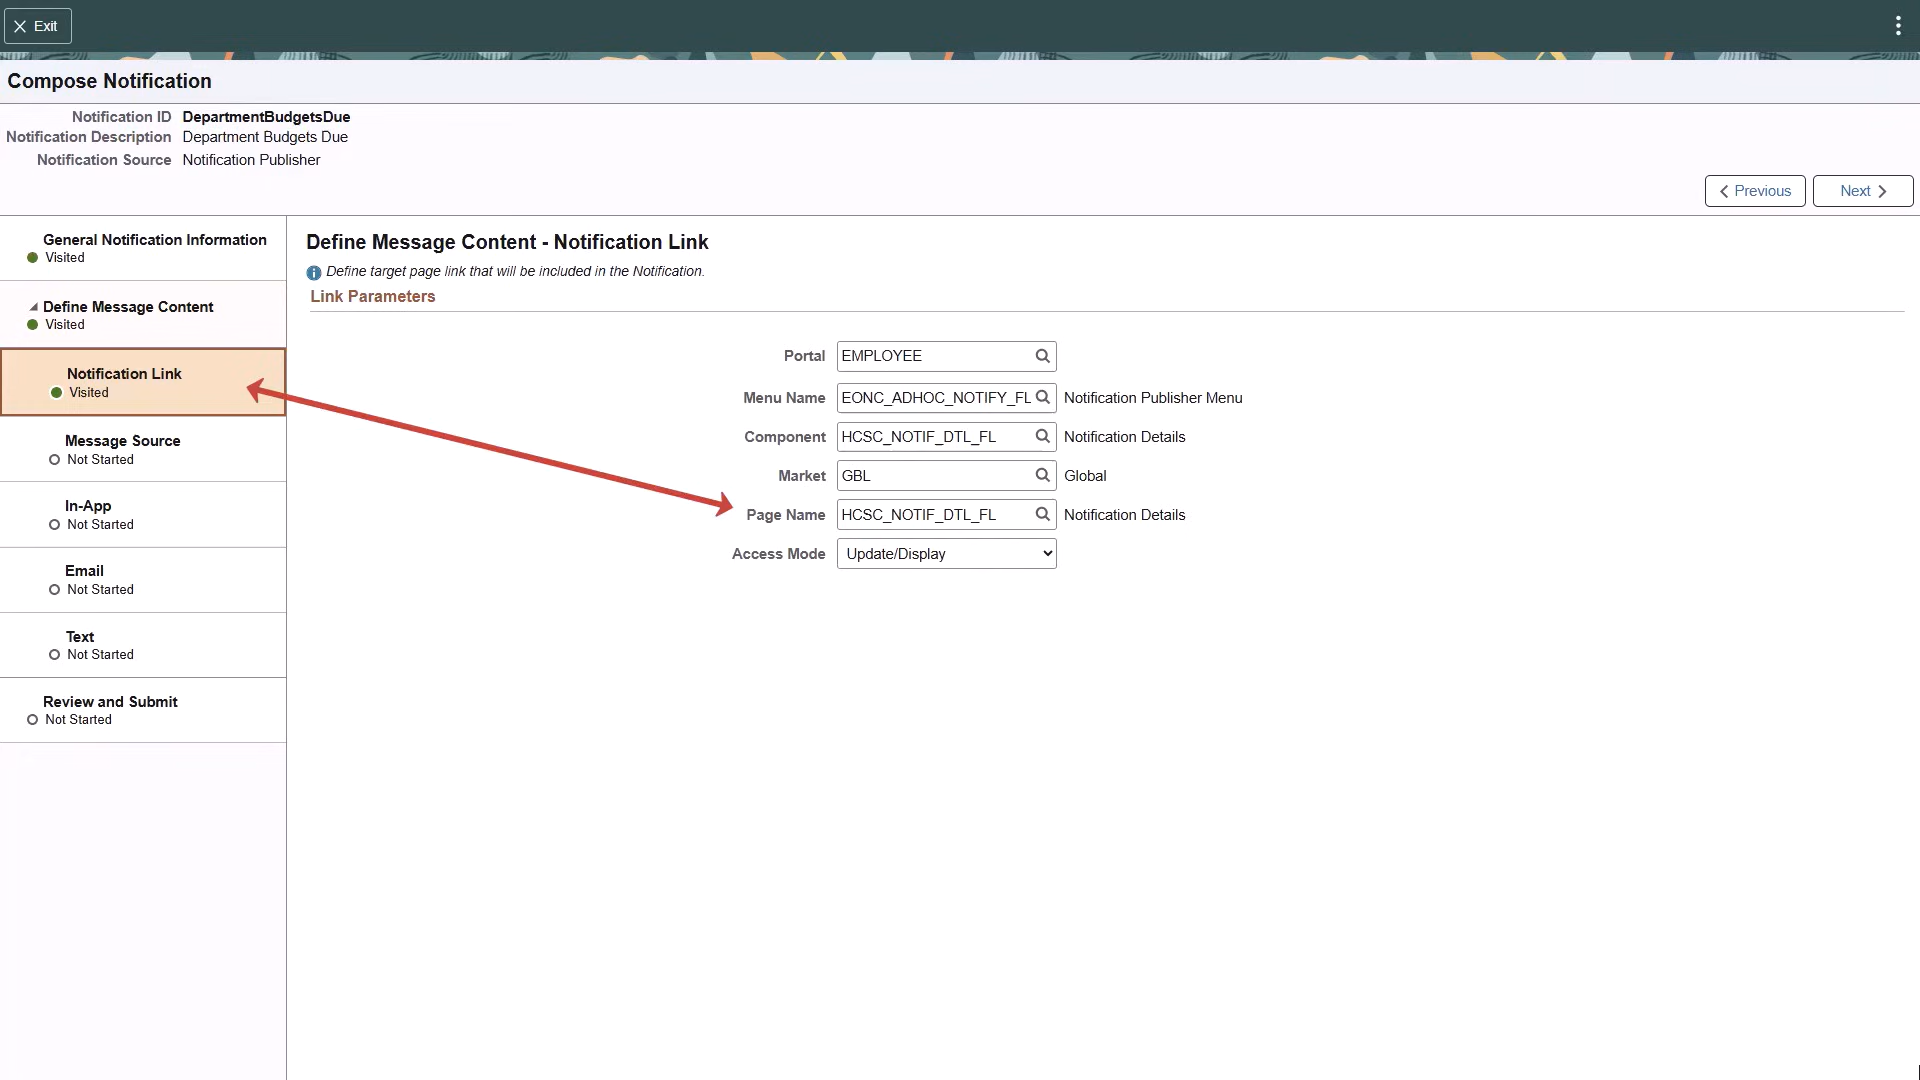 Exit
Compose Notification
Notification ID DepartmentBudgetsDue
Notification Description Department Budgets Due
Notification Source Notification Publisher
Previous Next
General Notification Information
Visited
Define Message Content
Visited
Notification Link
Visited
Message Source
Not Started
In-App
Not Started
Email
Not Started
Text
Not Started
Review and Submit
Not Started
Define Message Content - Notification Link
Define target page link that will be included in the Notification.
Link Parameters
Portal EMPLOYEE
Menu Name EONC_ADHOC_NOTIFY_FL Notification Publisher Menu
Component HCSC_NOTIF_DTL_FL Notification Details
Market GBL Global
Page Name HCSC_NOTIF_DTL_FL Notification Details
Access Mode Update/Display